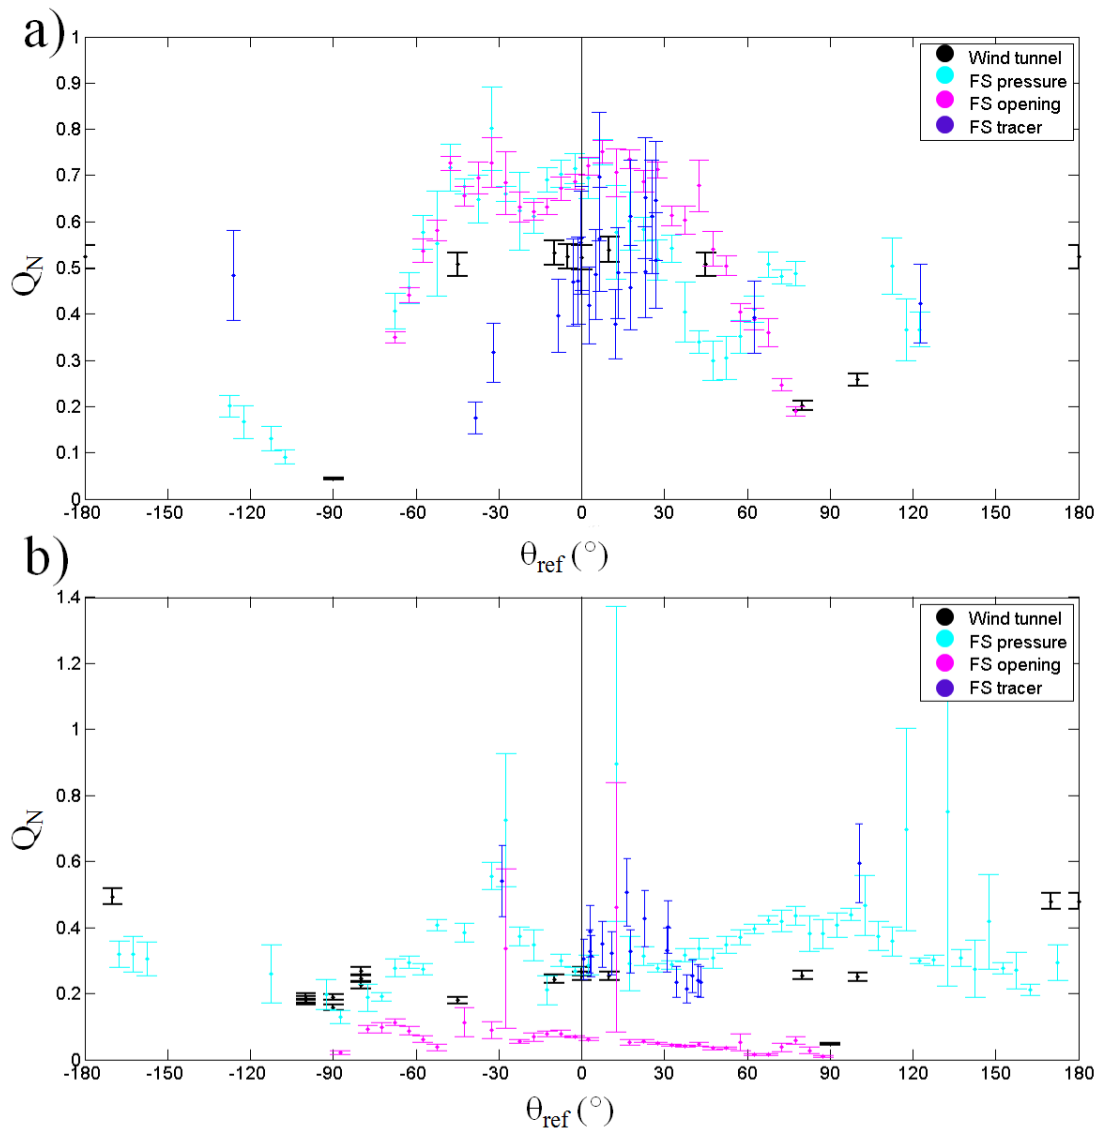 a)
1
0.9
0.8
0.7
0.6
0.5
0.4
0.3
0.2
0.1
0
Q_N
Wind tunnel
FS pressure
FS opening
FS tracer
-180 -150 -120 -90 -60 -30 0 30 60 90 120 150 180
θref (°)
b)
1.4
1.2
1
0.8
0.6
0.4
0.2
0
Q_N
Wind tunnel
FS pressure
FS opening
FS tracer
-180 -150 -120 -90 -60 -30 0 30 60 90 120 150 180
θref (°)